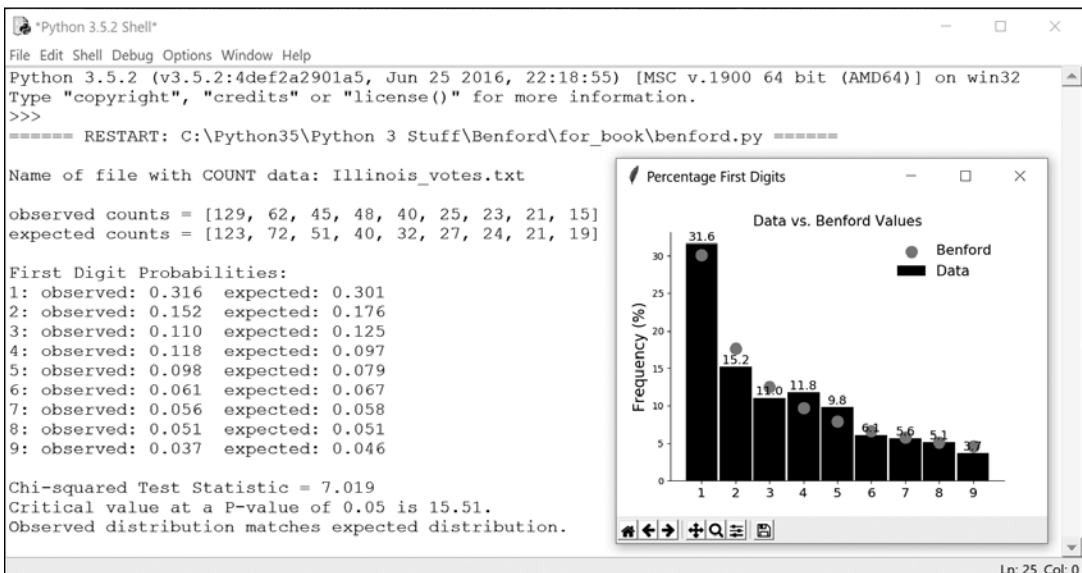 *Python 3.5.2 Shell*
File Edit Shell Debug Options Window Help
Python 3.5.2 (v3.5.2:4def2a2901a5, Jun 25 2016, 22:18:55) [MSC v.1900 64 bit (AMD64)] on win32
Type "copyright", "credits" or "license()" for more information.
>>>
====== RESTART: C:\Python35\Python 3 Stuff\Benford\for_book\benford.py ======
Name of file with COUNT data: Illinois_votes.txt
observed counts = [129, 62, 45, 48, 40, 25, 23, 21, 15]
expected counts = [123, 72, 51, 40, 32, 27, 24, 21, 19]
First Digit Probabilities:
1: observed: 0.316  expected: 0.301
2: observed: 0.152  expected: 0.176
3: observed: 0.110  expected: 0.125
4: observed: 0.118  expected: 0.097
5: observed: 0.098  expected: 0.079
6: observed: 0.061  expected: 0.067
7: observed: 0.056  expected: 0.058
8: observed: 0.051  expected: 0.051
9: observed: 0.037  expected: 0.046
Chi-squared Test Statistic = 7.019
Critical value at a P-value of 0.05 is 15.51.
Observed distribution matches expected distribution.
Percentage First Digits
Data vs. Benford Values
Benford
Data
Frequency (%)
30
25
20
15
10
5
0
31.6
15.2
11.0
11.8
9.8
6.1
5.6
5.1
3.7
1 2 3 4 5 6 7 8 9
Ln: 25 Col: 0